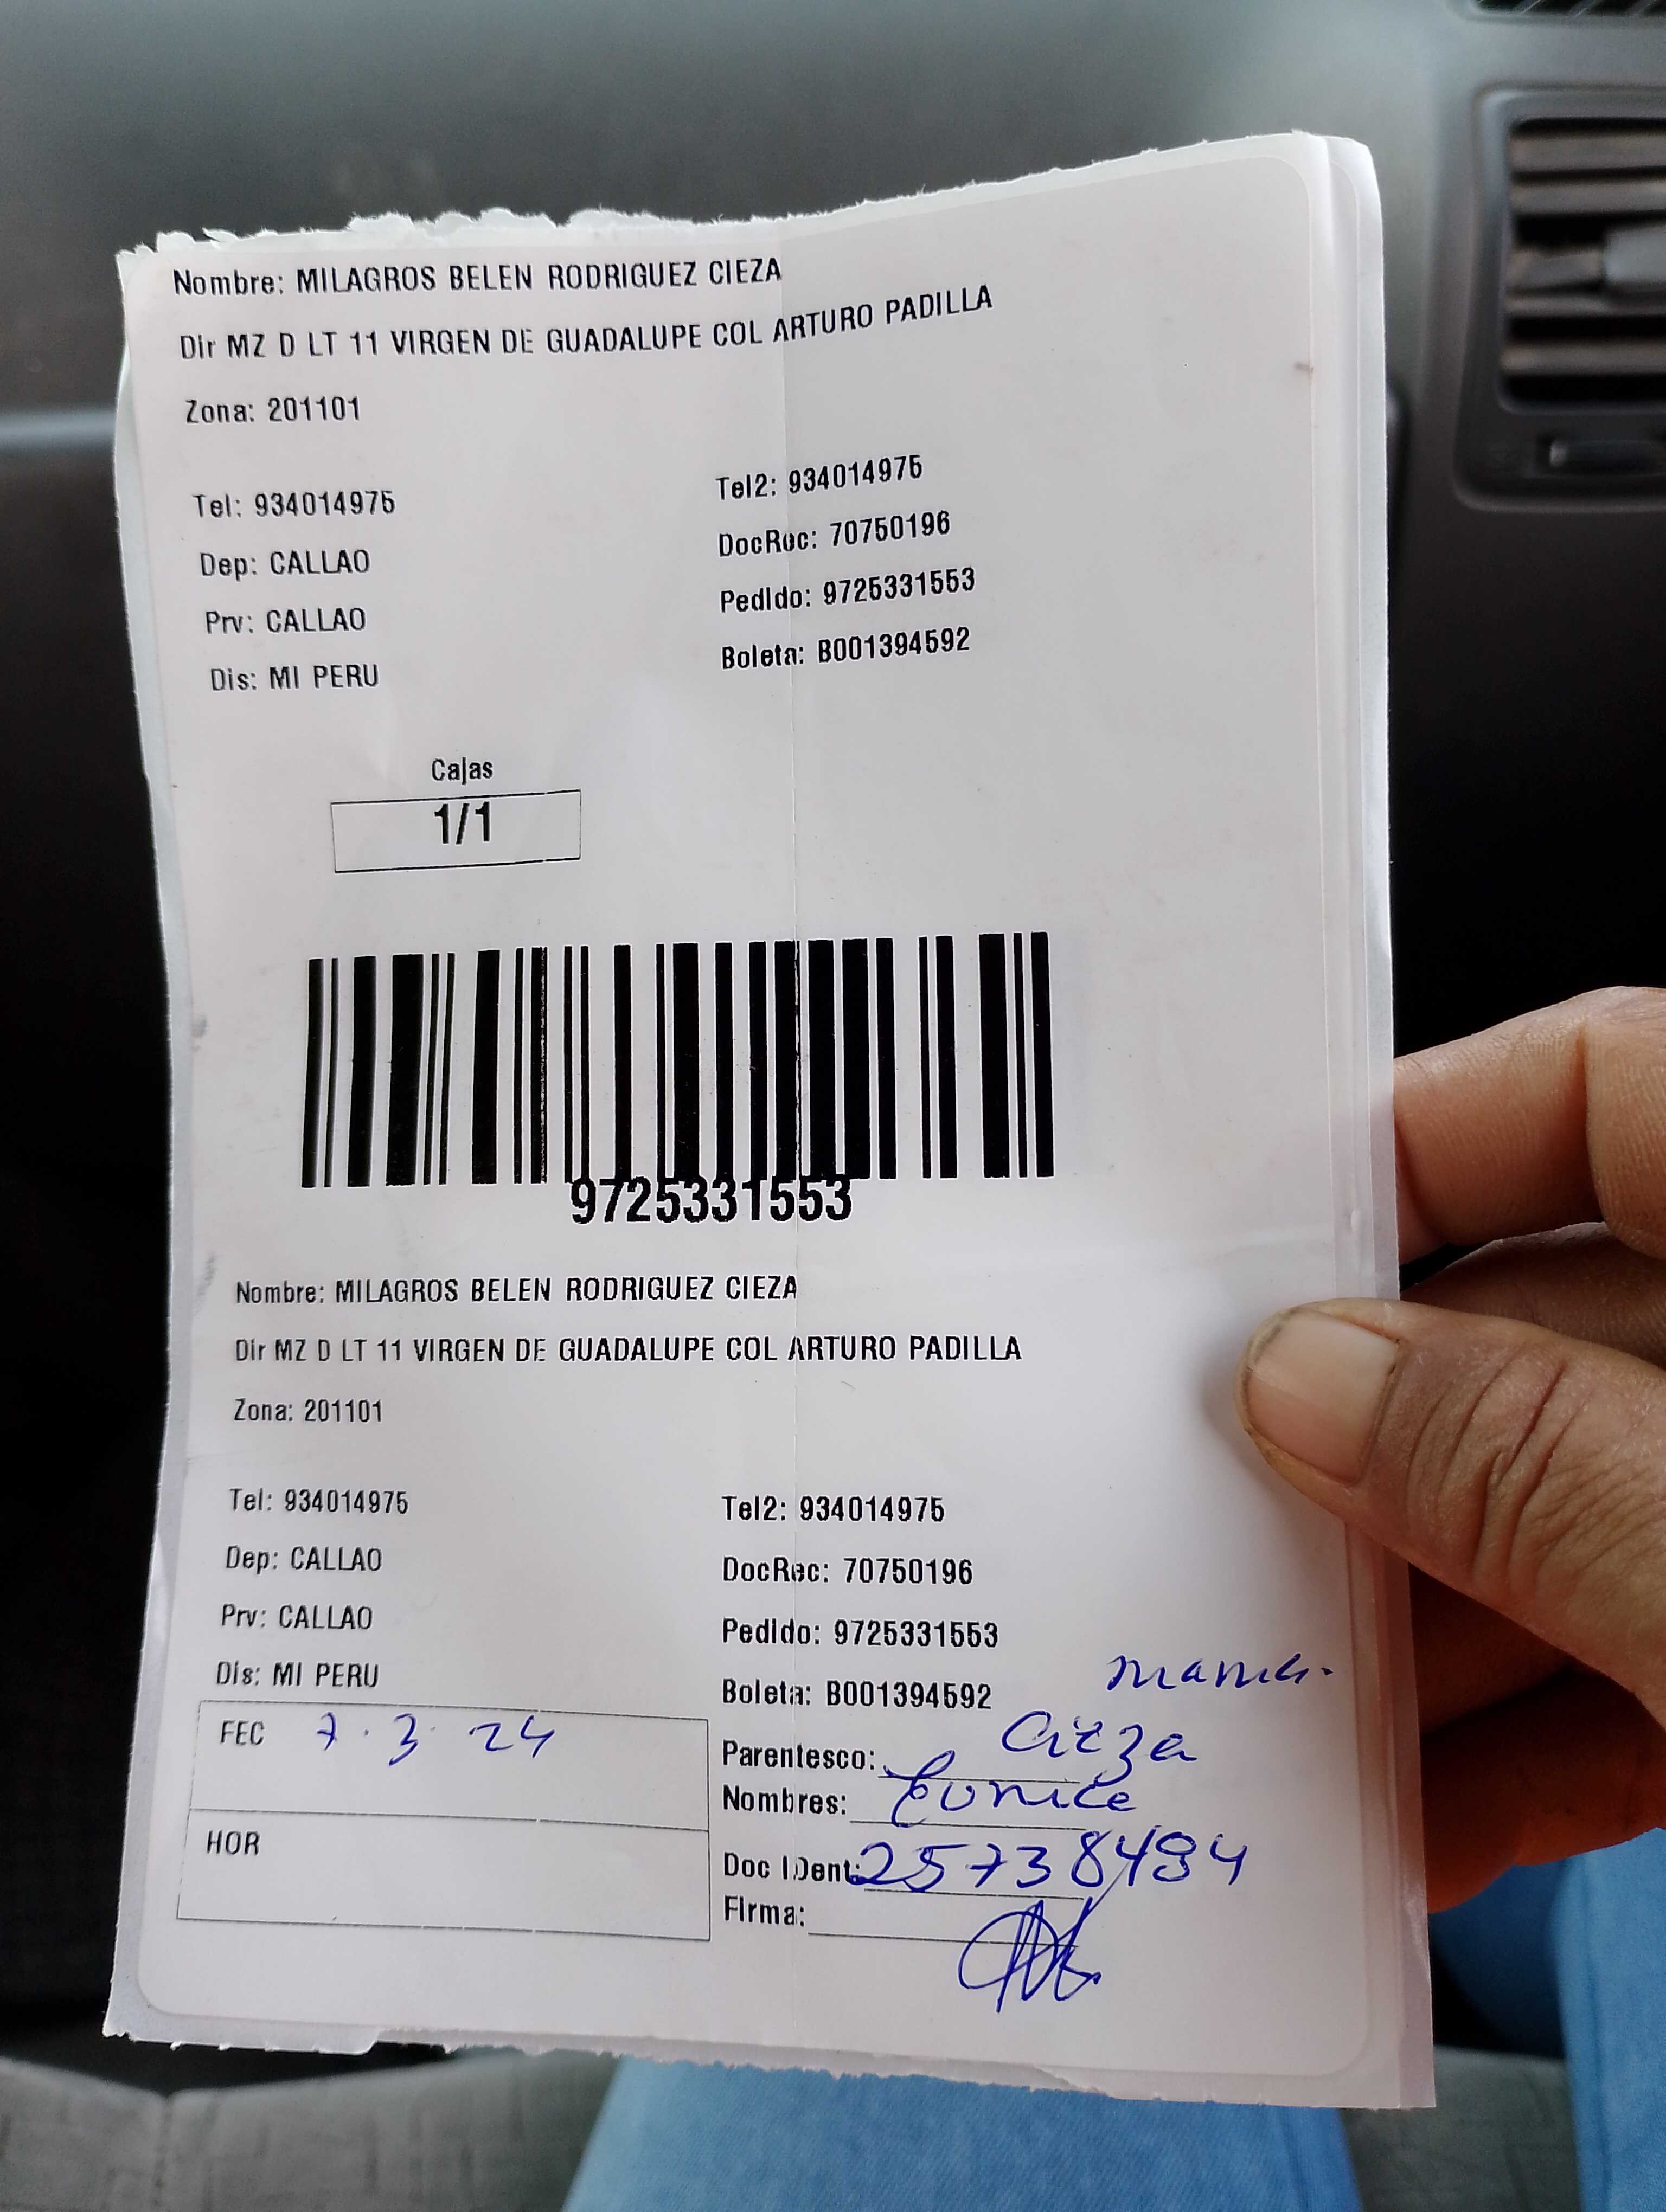 Nombre: MILAGROS BELEN RODRIGUEZ CIEZA
Dir MZ D LT 11 VIRGEN DE GUADALUPE COL ARTURO PADILLA
Zona: 201101
Tel: 934014975 Tel2: 934014975
Dep: CALLAO DocRec: 70750196
Prv: CALLAO Pedido: 9725331553
Dis: MI PERU Boleta: B001394592
Cajas
1/1
9725331553
Nombre: MILAGROS BELEN RODRIGUEZ CIEZA
Dir MZ D LT 11 VIRGEN DE GUADALUPE COL ARTURO PADILLA
Zona: 201101
Tel: 934014975 Tel2: 934014975
Dep: CALLAO DocRec: 70750196
Prv: CALLAO Pedido: 9725331553
Dis: MI PERU Boleta: B001394592
mama.
FEC 7.3.24
Parentesco: Cieza
Nombres: Eunice
HOR
Doc IDent: 25738494
Firma: